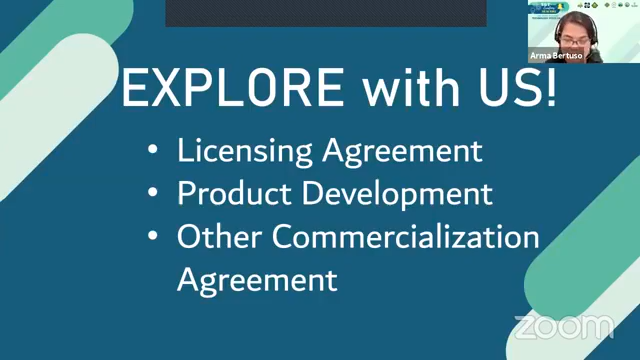 EXPLORE with US!
• Licensing Agreement
• Product Development
• Other Commercialization
Agreement
Arma Bertuso
zoom